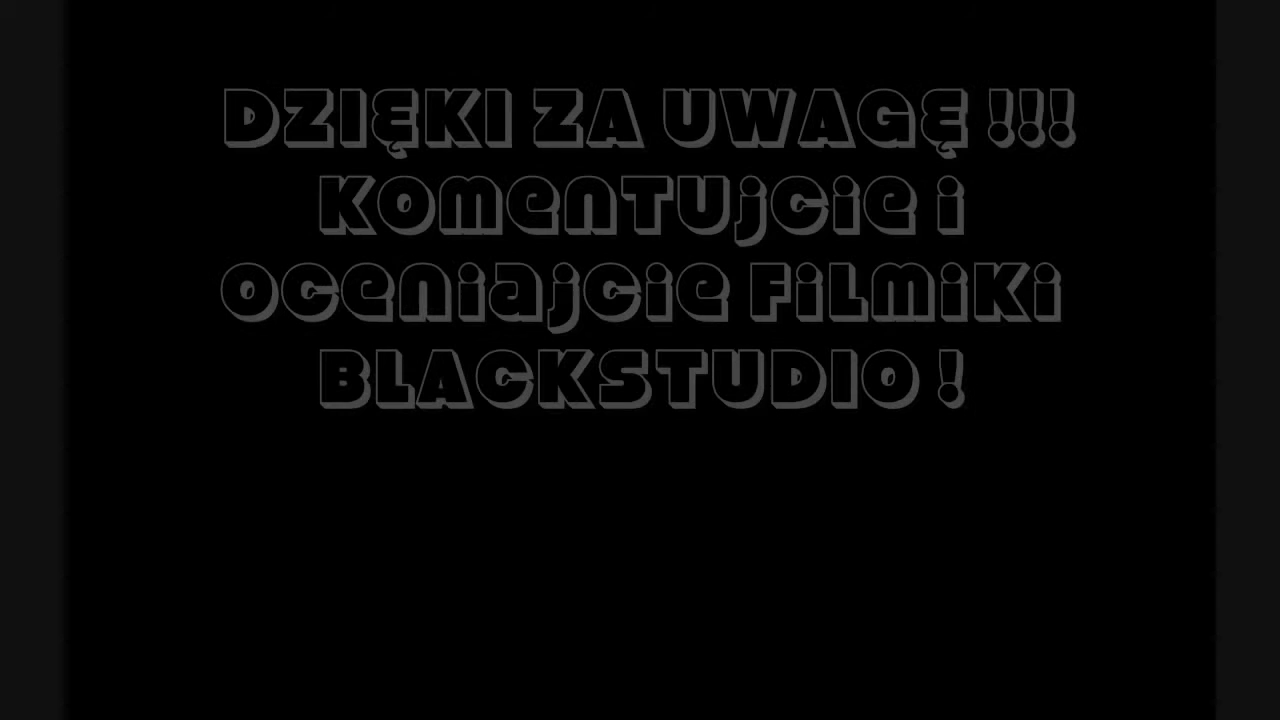 DZIĘKI ZA UWAGĘ !!!
KOMENTUJCIE I
OCENIAJCIE FILMIKI
BLACKSTUDIO !